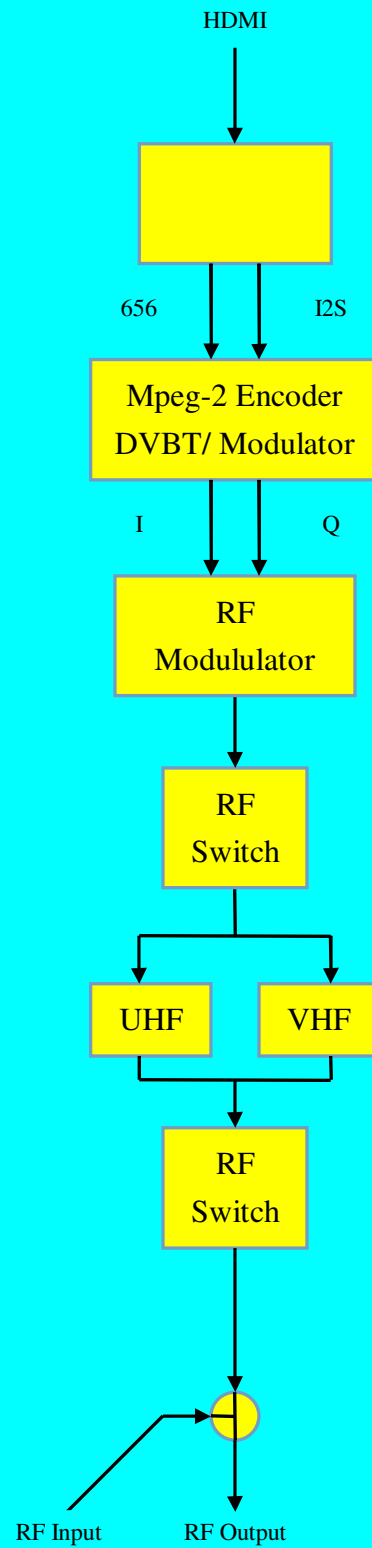 HDMI
656
I2S
Mpeg-2 Encoder
DVBT/ Modulator
I
Q
RF
Modululator
RF
Switch
UHF
VHF
RF
Switch
RF Input
RF Output